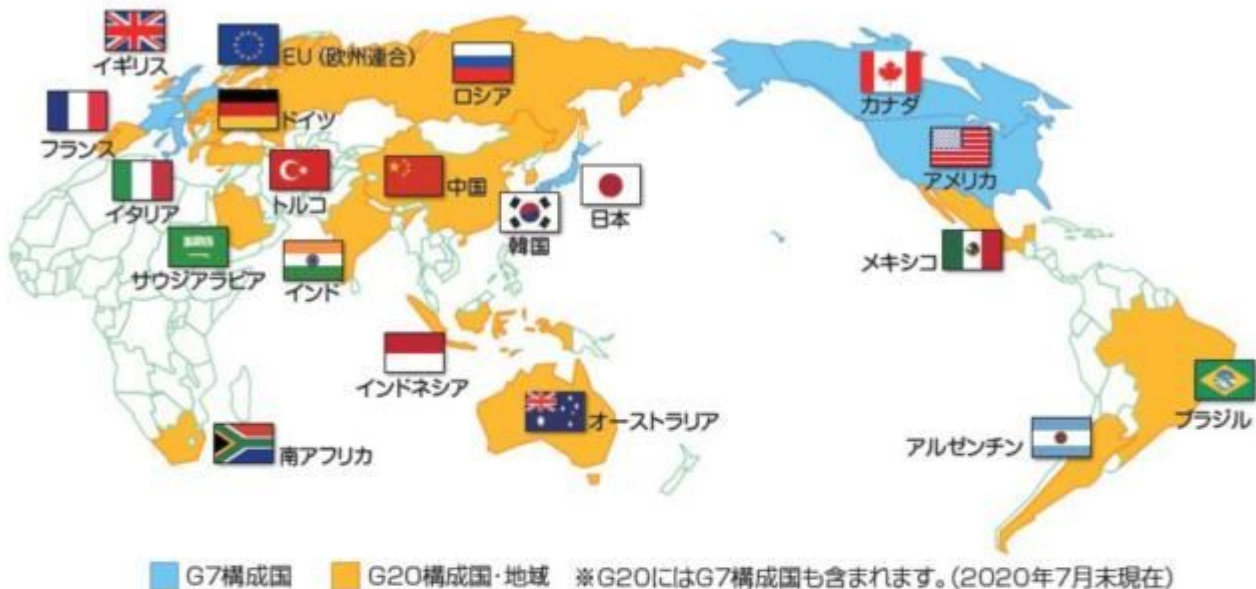 イギリス
EU(欧州連合)
ロシア
カナダ
フランス
ドイツ
アメリカ
イタリア
トルコ
中国
韓国
日本
サウジアラビア
インド
メキシコ
インドネシア
オーストラリア
ブラジル
南アフリカ
アルゼンチン
G7構成国 G20構成国・地域 ※G20にはG7構成国も含まれます。(2020年7月末現在)